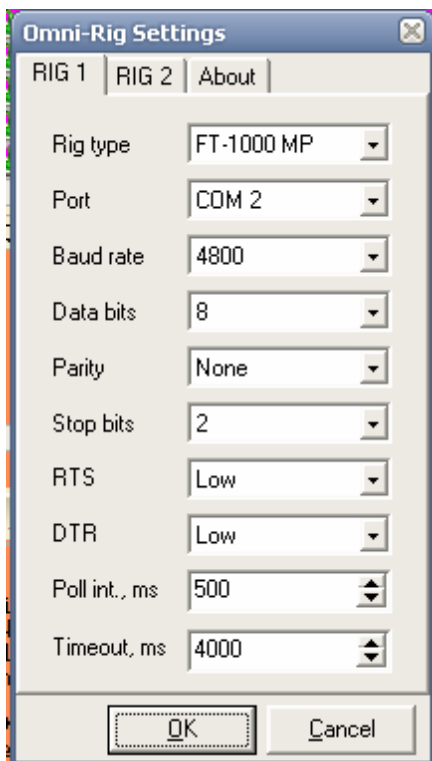 Omni-Rig Settings
RIG 1 RIG 2 About
Rig type FT-1000 MP
Port COM 2
Baud rate 4800
Data bits 8
Parity None
Stop bits 2
RTS Low
DTR Low
Poll int., ms 500
Timeout, ms 4000
OK Cancel